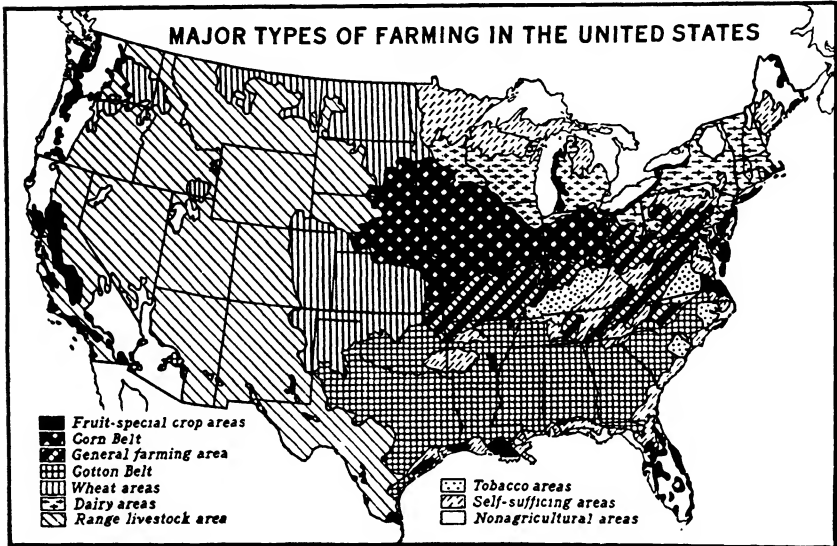 MAJOR TYPES OF FARMING IN THE UNITED STATES
Fruit-special crop areas
Corn Belt
General farming area
Gotton Belt
Wheat areas
Dairy areas
Range livestock area
Tobacco areas
Self-sufficing areas
Nonagricultural areas